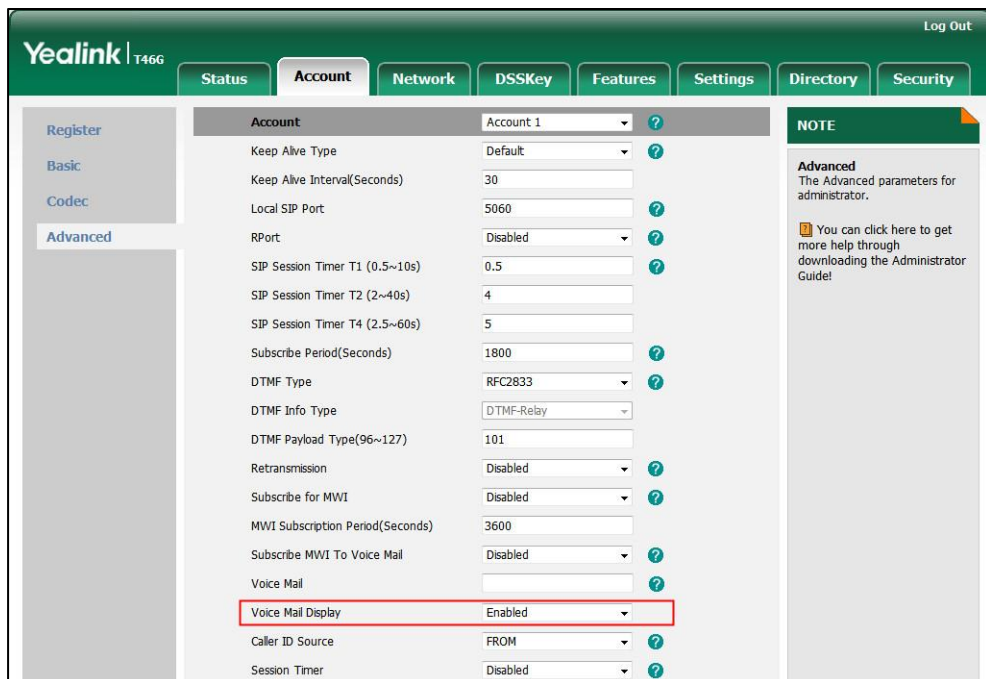 Log Out
Yealink T46G
Status Account Network DSSKey Features Settings Directory Security
Register
Basic
Codec
Advanced
Account Account 1
Keep Alive Type Default
Keep Alive Interval(Seconds) 30
Local SIP Port 5060
RPort Disabled
SIP Session Timer T1 (0.5~10s) 0.5
SIP Session Timer T2 (2~40s) 4
SIP Session Timer T4 (2.5~60s) 5
Subscribe Period(Seconds) 1800
DTMF Type RFC2833
DTMF Info Type DTMF-Relay
DTMF Payload Type(96~127) 101
Retransmission Disabled
Subscribe for MWI Disabled
MWI Subscription Period(Seconds) 3600
Subscribe MWI To Voice Mail Disabled
Voice Mail
Voice Mail Display Enabled
Caller ID Source FROM
Session Timer Disabled
NOTE
Advanced
The Advanced parameters for
administrator.
You can click here to get
more help through
downloading the Administrator
Guide!